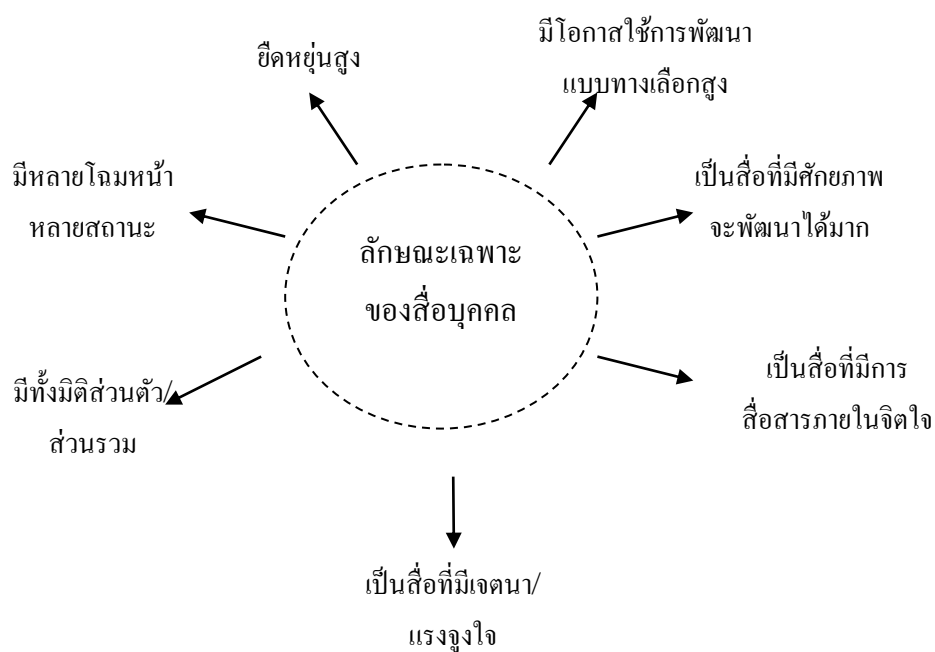 ยืดหยุ่นสูง
มีโอกาสใช้การพัฒนา
แบบทางเลือกสูง
มีหลายโฉมหน้า
หลายสถานะ
เป็นสื่อที่มีศักยภาพ
จะพัฒนาได้มาก
ลักษณะเฉพาะ
ของสื่อบุคคล
มีทั้งมิติส่วนตัว/
ส่วนรวม
เป็นสื่อที่มีการ
สื่อสารภายในจิตใจ
เป็นสื่อที่มีเจตนา/
แรงจูงใจ